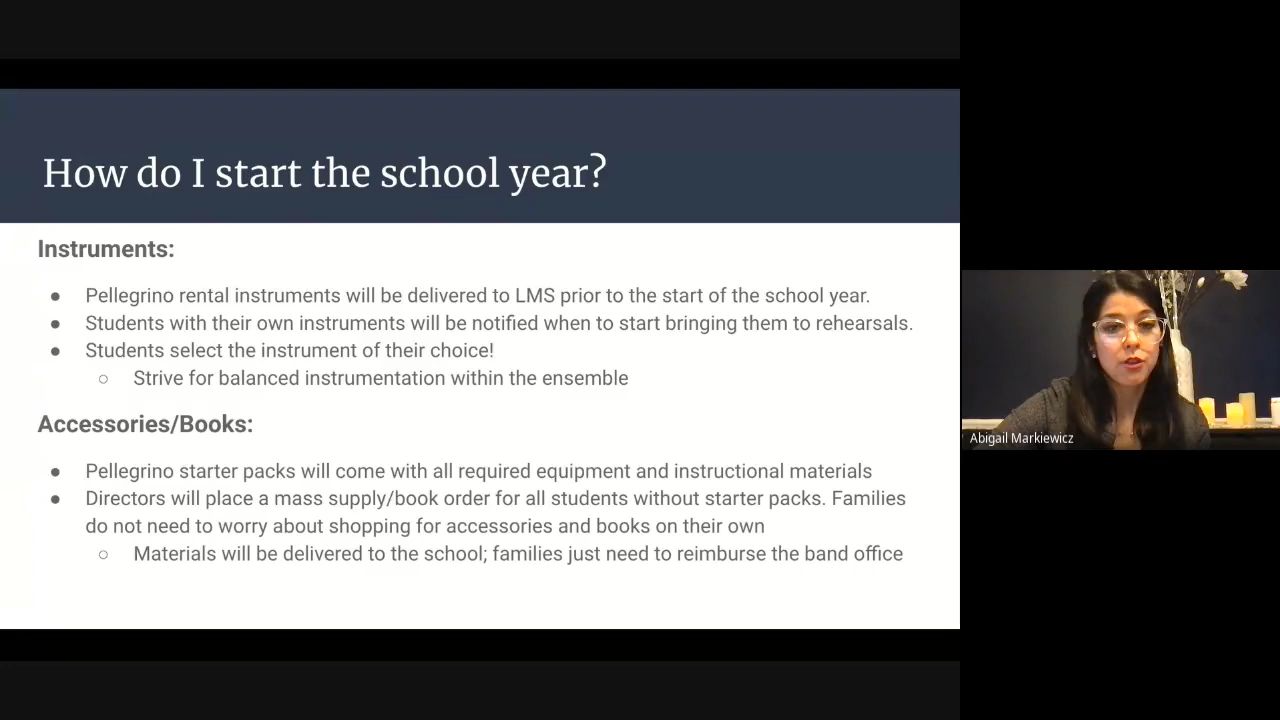 How do I start the school year?
Instruments:
● Pellegrino rental instruments will be delivered to LMS prior to the start of the school year.
● Students with their own instruments will be notified when to start bringing them to rehearsals.
● Students select the instrument of their choice!
○ Strive for balanced instrumentation within the ensemble
Accessories/Books:
● Pellegrino starter packs will come with all required equipment and instructional materials
● Directors will place a mass supply/book order for all students without starter packs. Families
do not need to worry about shopping for accessories and books on their own
○ Materials will be delivered to the school; families just need to reimburse the band office
Abigail Markiewicz